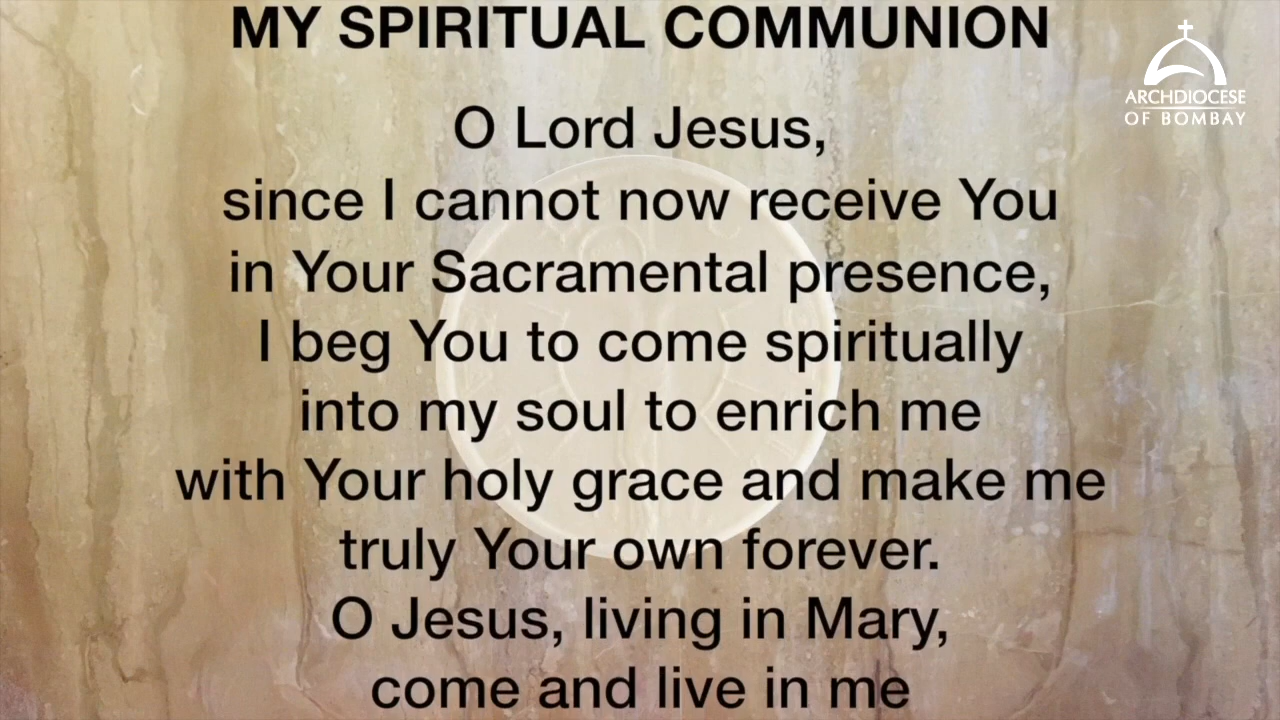 MY SPIRITUAL COMMUNION
ARCHDIOCESE
OF BOMBAY
O Lord Jesus,
since I cannot now receive You
in Your Sacramental presence,
I beg You to come spiritually
into my soul to enrich me
with Your holy grace and make me
truly Your own forever.
O Jesus, living in Mary,
come and live in me